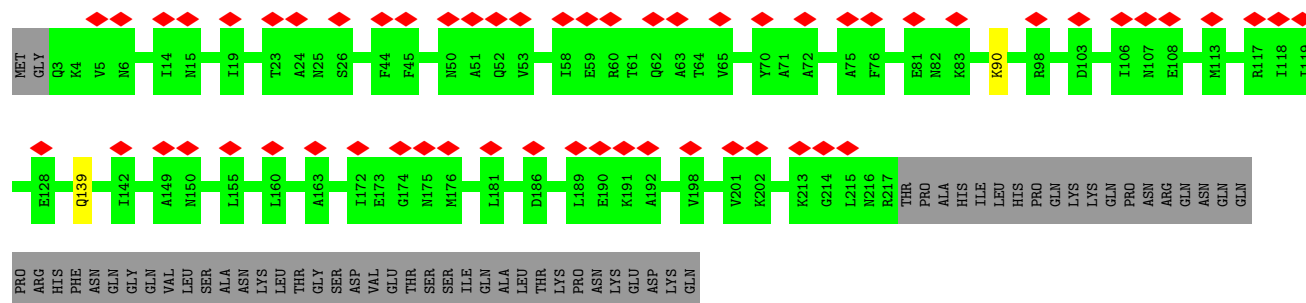 MET GLY Q3 K4 V5 N6 I14 N15 I19 T23 A24 N25 S26 F44 F45 N50 A51 Q52 V53 I58 E59 R60 T61 Q62 A63 T64 V65 Y70 A71 A72 A75 F76 E81 N82 K83 K90 R98 D103 I106 N107 E108 M113 R117 I118 I119
E128 Q139 I142 A149 N150 L155 L160 A163 I172 E173 G174 N175 M176 L181 D186 L189 E190 K191 A192 V198 V201 K202 K213 G214 L215 N216 R217 THR PRO ALA HIS ILE LEU HIS PRO GLN LYS LYS GLN PRO ASN ARG GLN ASN GLN GLN
PRO ARG HIS PHE ASN GLN GLY GLN VAL LEU SER ALA ASN LYS LEU THR GLY SER ASP VAL GLU THR SER SER ILE GLN ALA LEU THR LYS PRO ASN LYS GLU ASP LYS GLN